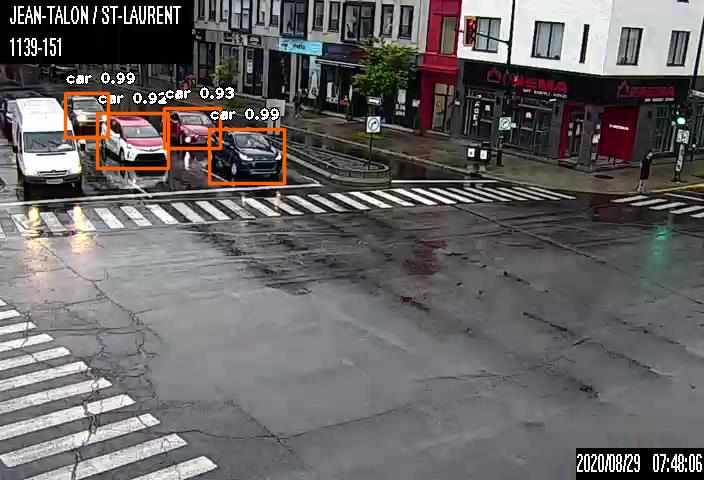 JEAN-TALON / ST-LAURENT
1139-151
car 0.99
car 0.92
car 0.93
car 0.99
2020/08/29 07:48:06